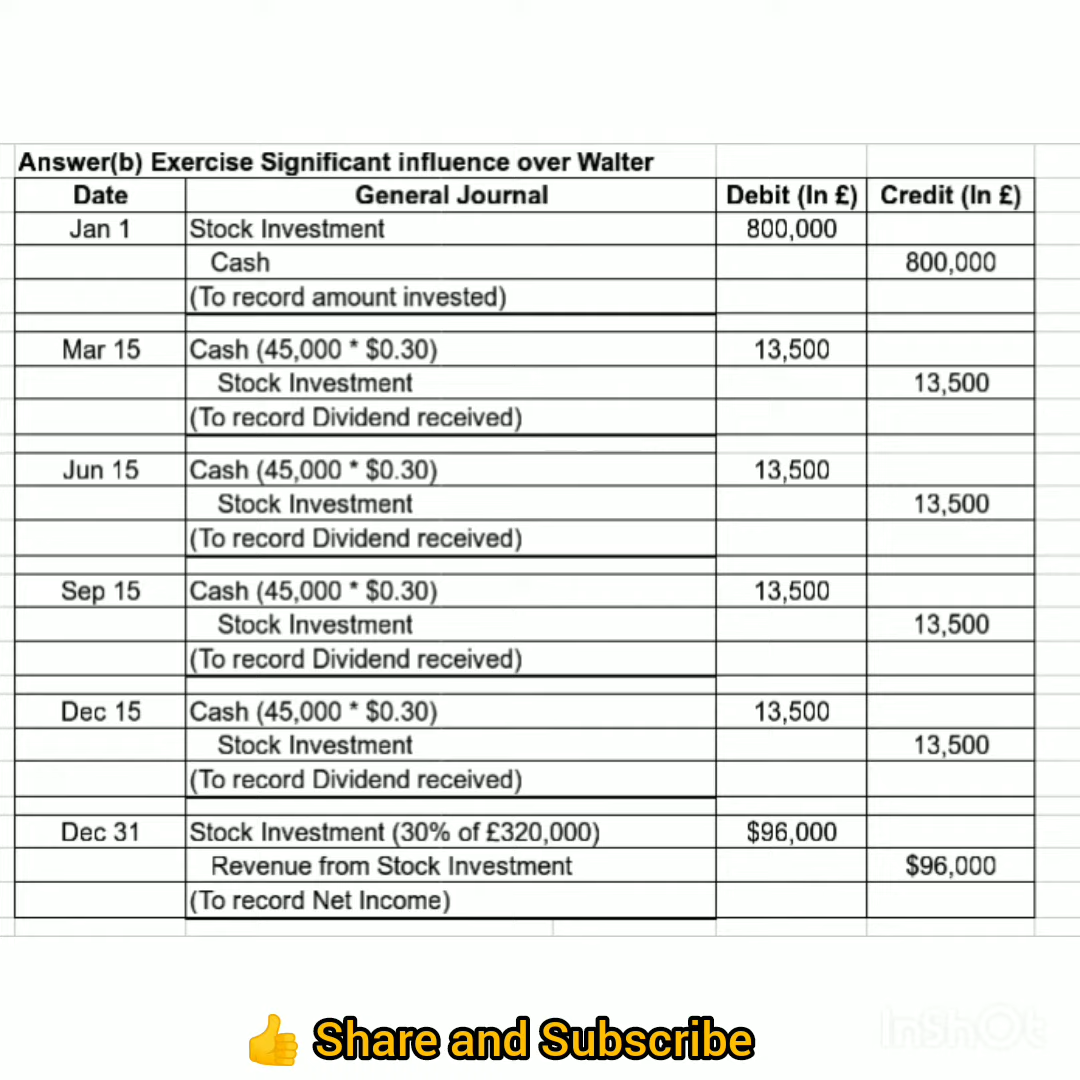 Answer(b) Exercise Significant influence over Walter
Date General Journal Debit (In £) Credit (In £)
Jan 1 Stock Investment 800,000
Cash 800,000
(To record amount invested)
Mar 15 Cash (45,000 * $0.30) 13,500
Stock Investment 13,500
(To record Dividend received)
Jun 15 Cash (45,000 * $0.30) 13,500
Stock Investment 13,500
(To record Dividend received)
Sep 15 Cash (45,000 * $0.30) 13,500
Stock Investment 13,500
(To record Dividend received)
Dec 15 Cash (45,000 * $0.30) 13,500
Stock Investment 13,500
(To record Dividend received)
Dec 31 Stock Investment (30% of £320,000) $96,000
Revenue from Stock Investment $96,000
(To record Net Income)
👍 Share and Subscribe
InShOt